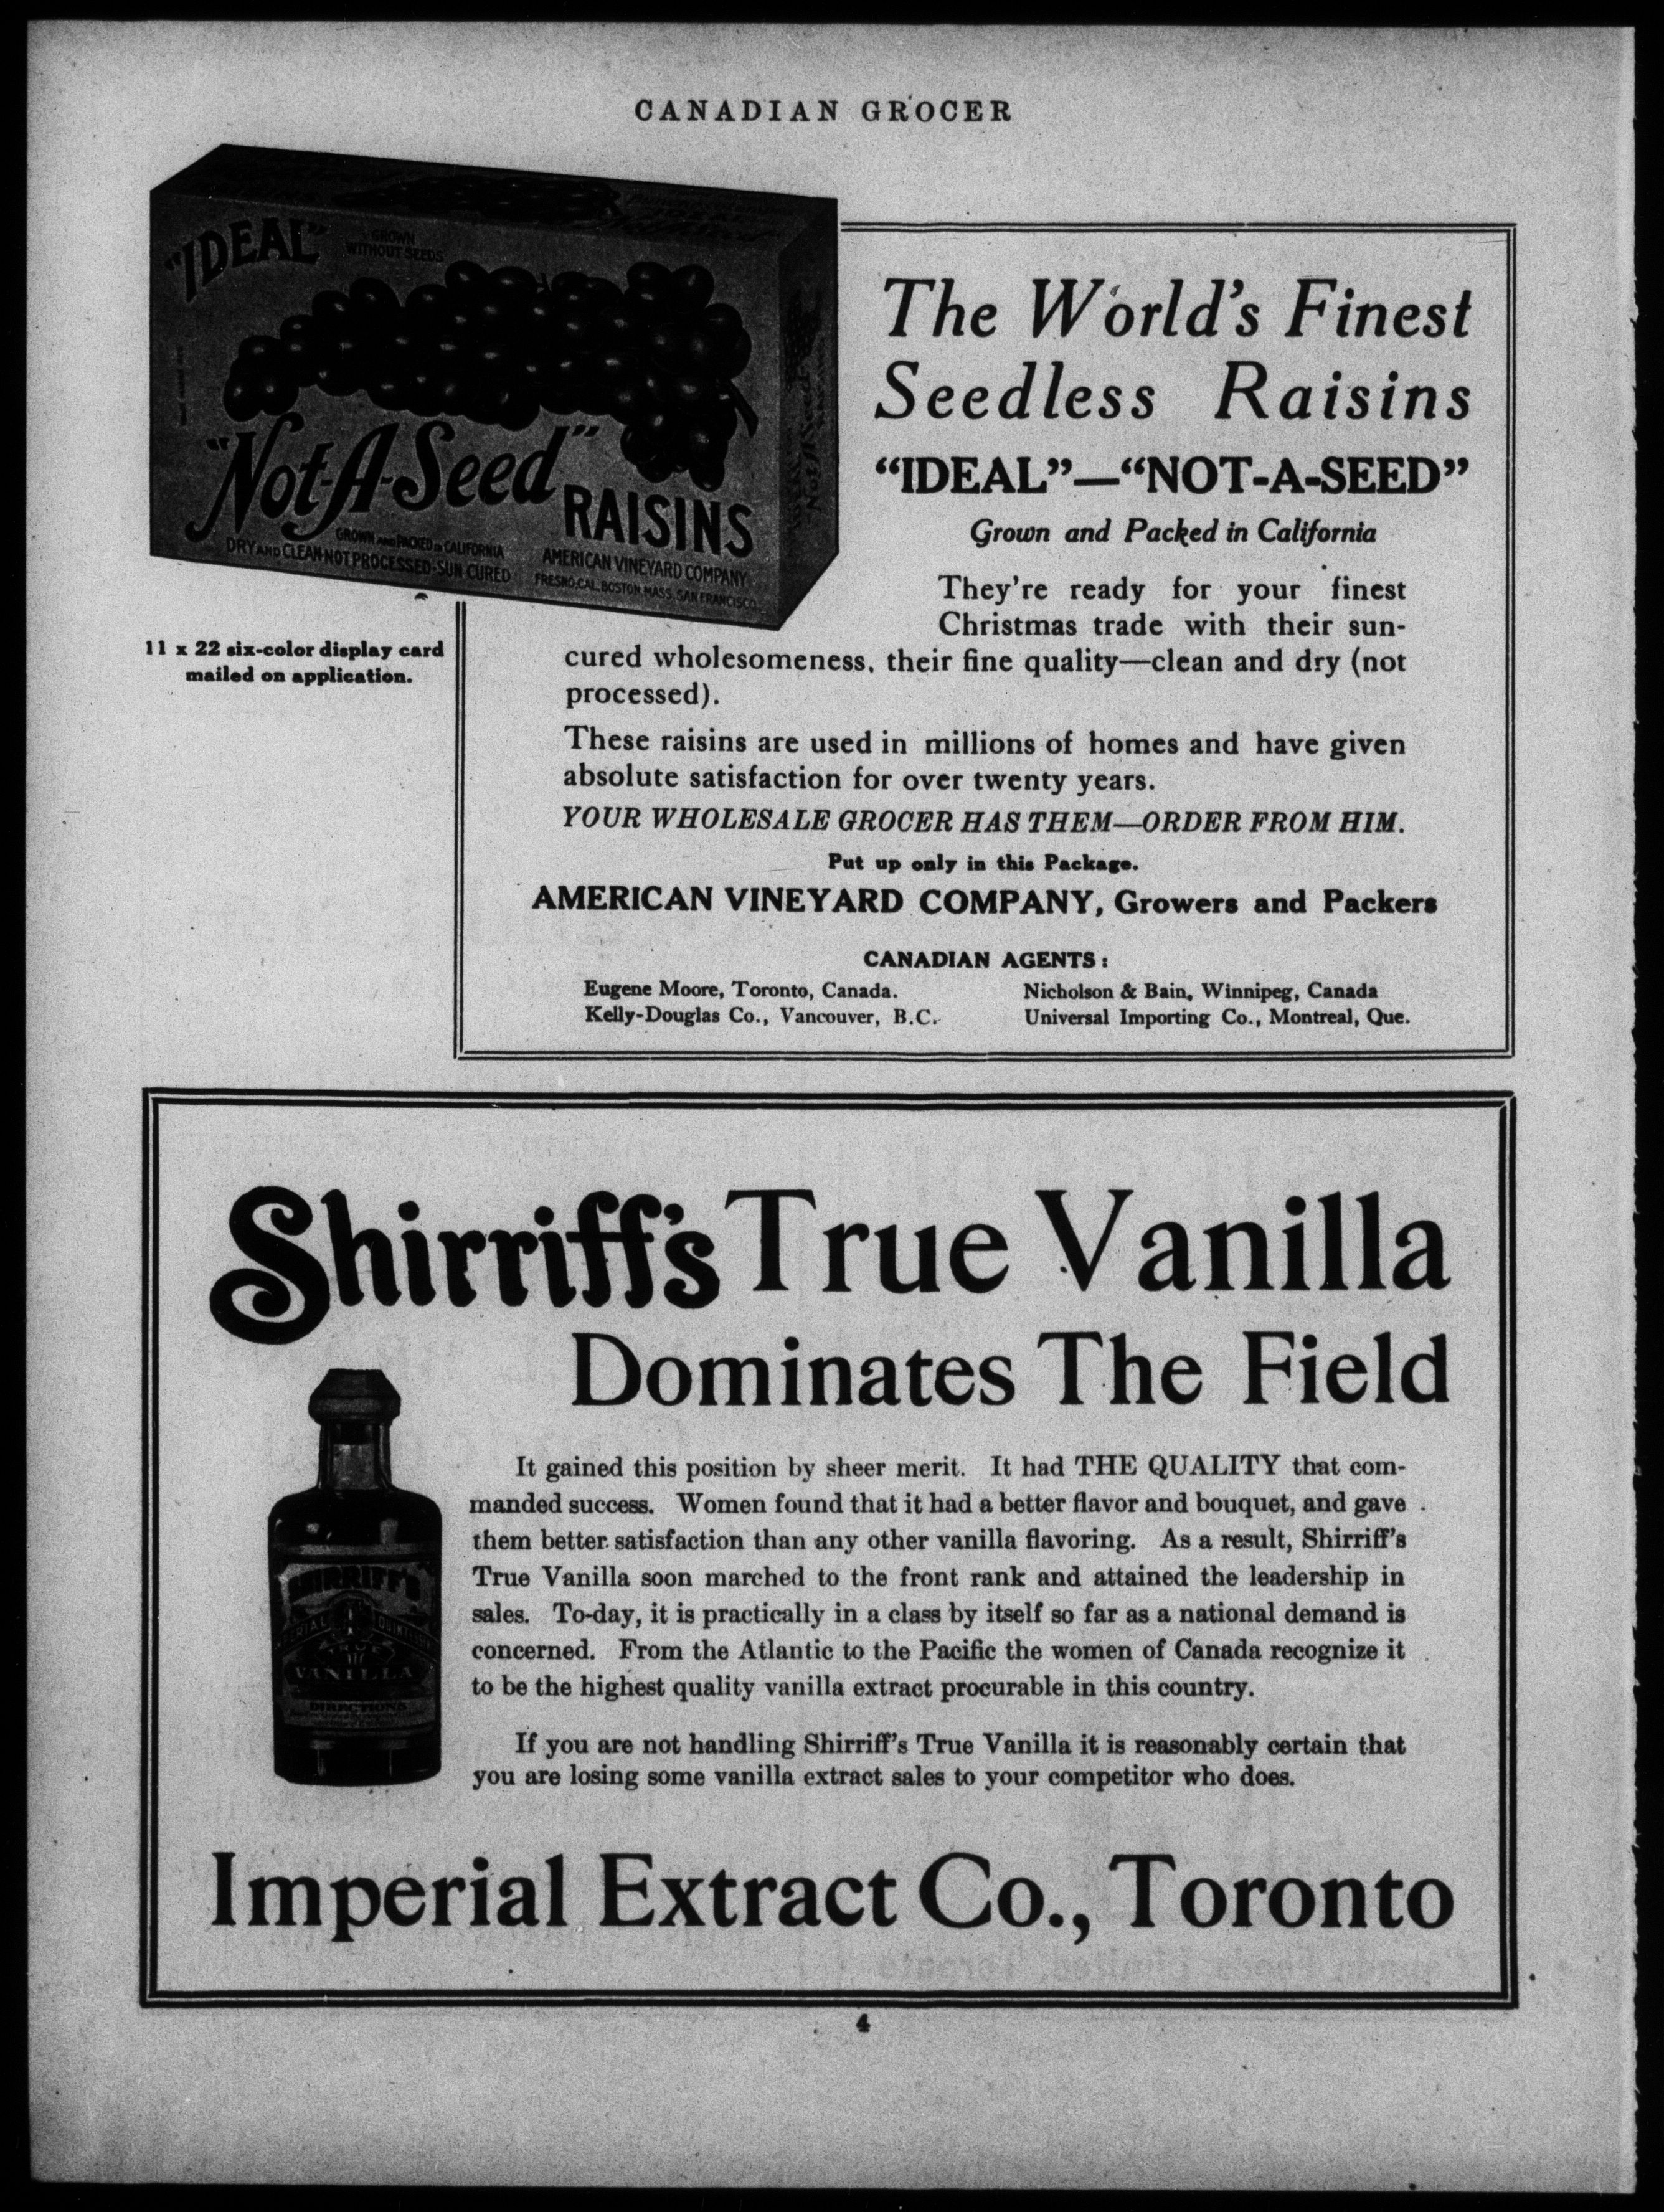 CANADIAN GROCER
"IDEAL"
GROWN
WITHOUT SEEDS
"Not-A-Seed"
RAISINS
GROWN AND PACKED IN CALIFORNIA
DRY AND CLEAN-NOT PROCESSED-SUN CURED
AMERICAN VINEYARD COMPANY
FRESNO, CAL. BOSTON, MASS. SAN FRANCISCO
11 x 22 six-color display card
mailed on application.
The World's Finest
Seedless Raisins
"IDEAL"—"NOT-A-SEED"
Grown and Packed in California
They're ready for your finest
Christmas trade with their sun-
cured wholesomeness, their fine quality—clean and dry (not
processed).
These raisins are used in millions of homes and have given
absolute satisfaction for over twenty years.
YOUR WHOLESALE GROCER HAS THEM—ORDER FROM HIM.
Put up only in this Package.
AMERICAN VINEYARD COMPANY, Growers and Packers
CANADIAN AGENTS:
Eugene Moore, Toronto, Canada.
Kelly-Douglas Co., Vancouver, B.C.
Nicholson & Bain, Winnipeg, Canada
Universal Importing Co., Montreal, Que.
Shirriff's True Vanilla
Dominates The Field
SHIRRIFF'S
TRUE
VANILLA
DIRECTIONS
It gained this position by sheer merit. It had THE QUALITY that com-
manded success. Women found that it had a better flavor and bouquet, and gave
them better satisfaction than any other vanilla flavoring. As a result, Shirriff's
True Vanilla soon marched to the front rank and attained the leadership in
sales. To-day, it is practically in a class by itself so far as a national demand is
concerned. From the Atlantic to the Pacific the women of Canada recognize it
to be the highest quality vanilla extract procurable in this country.
If you are not handling Shirriff's True Vanilla it is reasonably certain that
you are losing some vanilla extract sales to your competitor who does.
Imperial Extract Co., Toronto
4